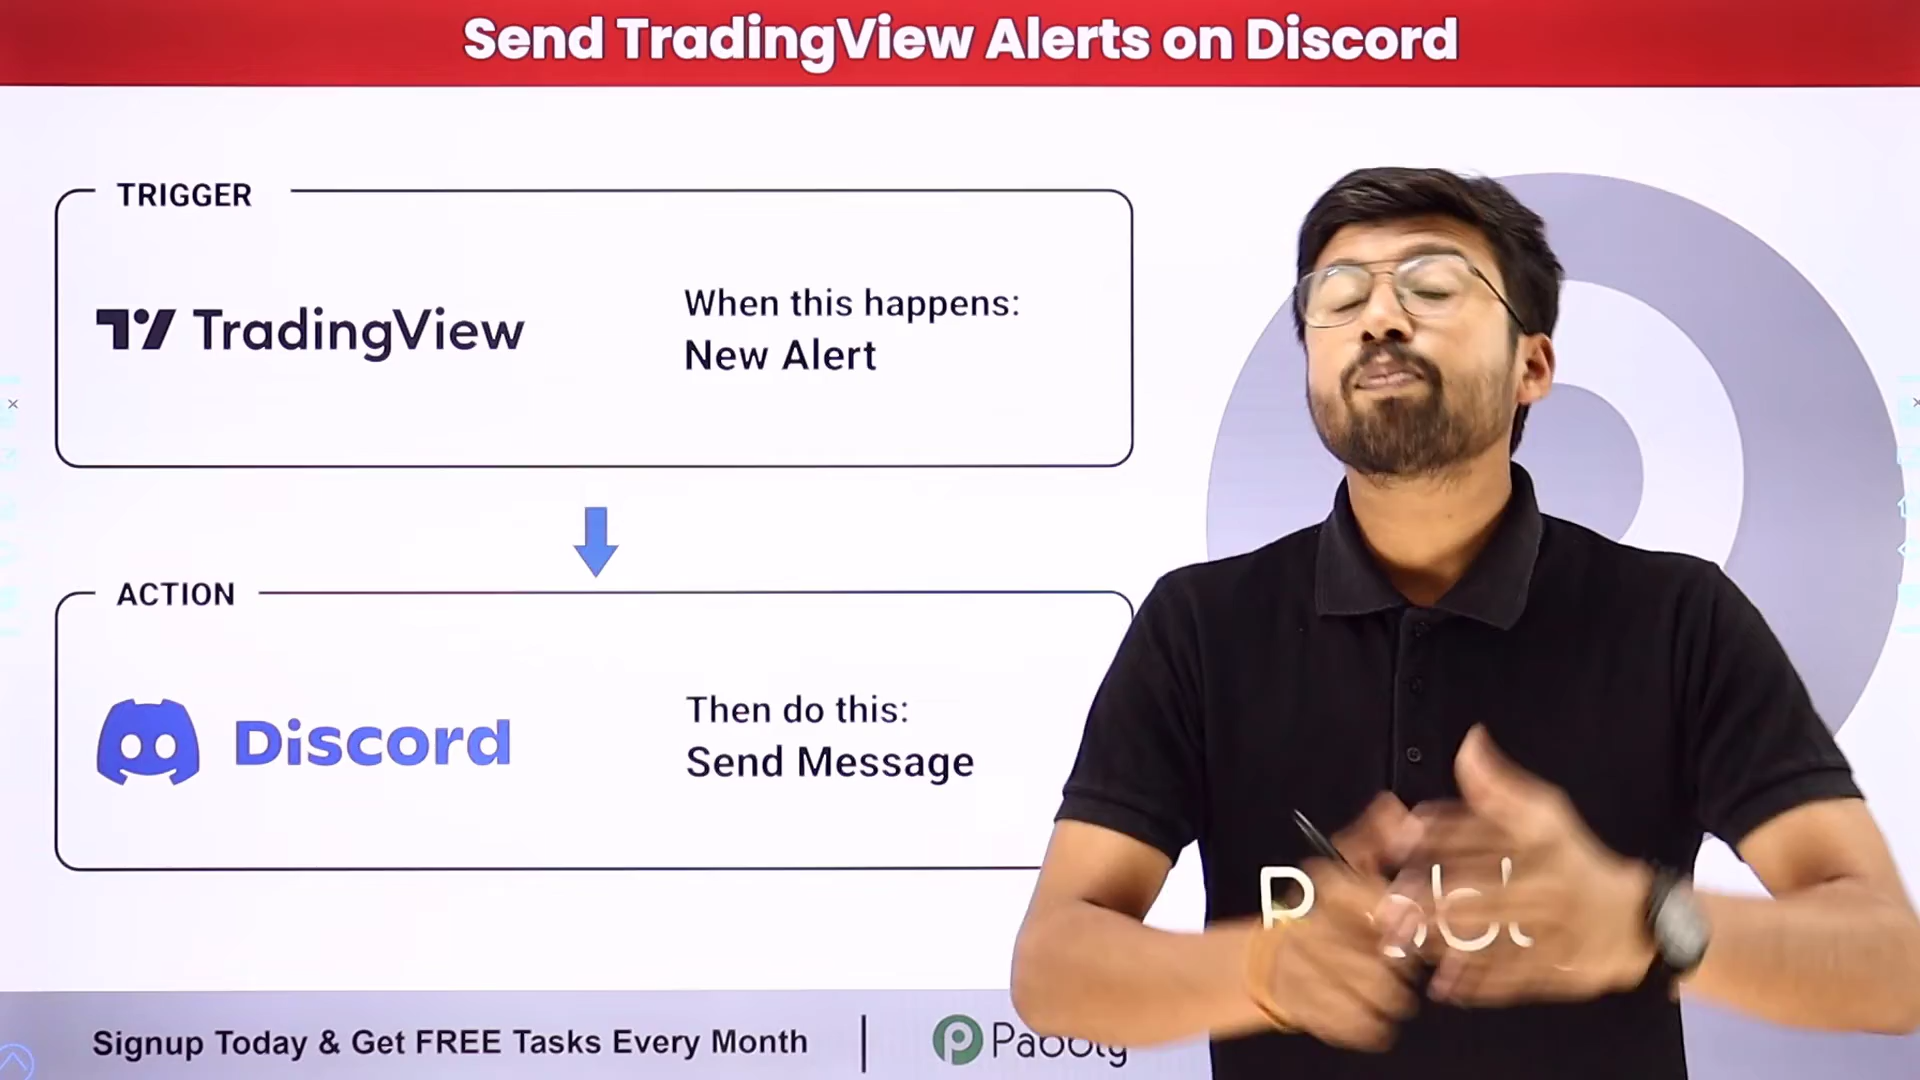 Send TradingView Alerts on Discord
TRIGGER
TradingView
When this happens:
New Alert
ACTION
Discord
Then do this:
Send Message
Signup Today & Get FREE Tasks Every Month
Pabbly